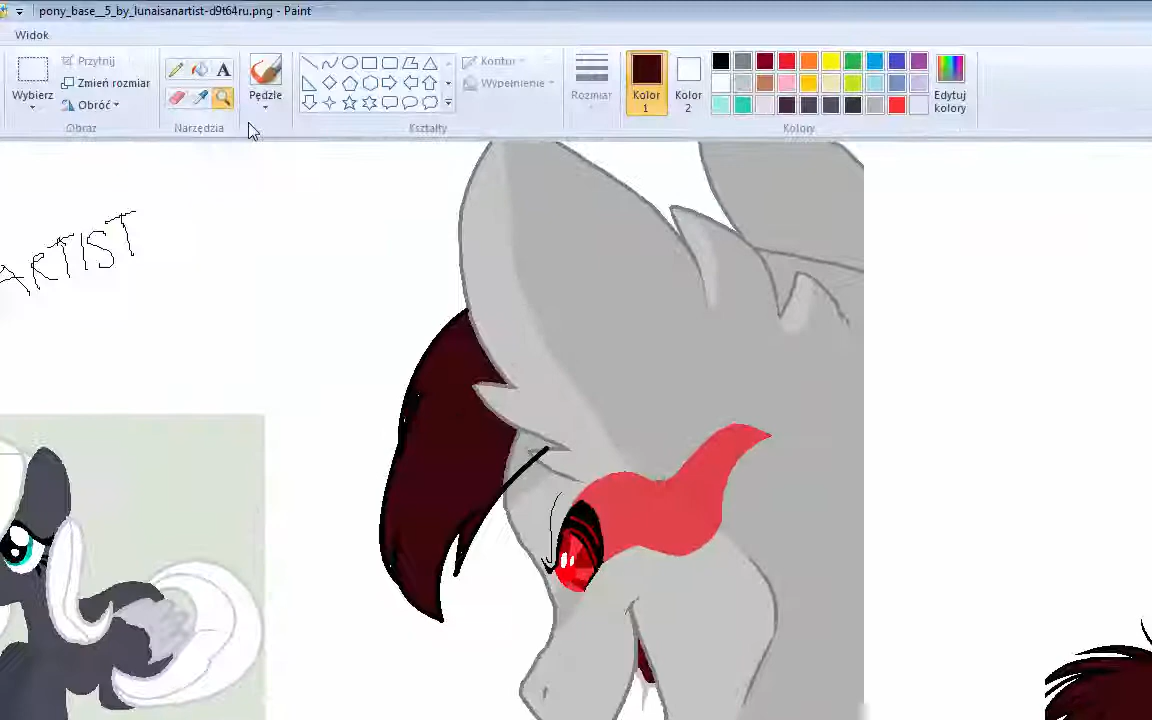 pony_base__5_by_lunaisanartist-d9t64ru.png - Paint
Widok
Wybierz
Przytnij
Zmień rozmiar
Obróć
Obraz
A
Narzędzia
Pędzle
Kształty
Kontur
Wypełnienie
Rozmiar
Kolor
1
Kolor
2
Edytuj
kolory
Kolory
ARTIST